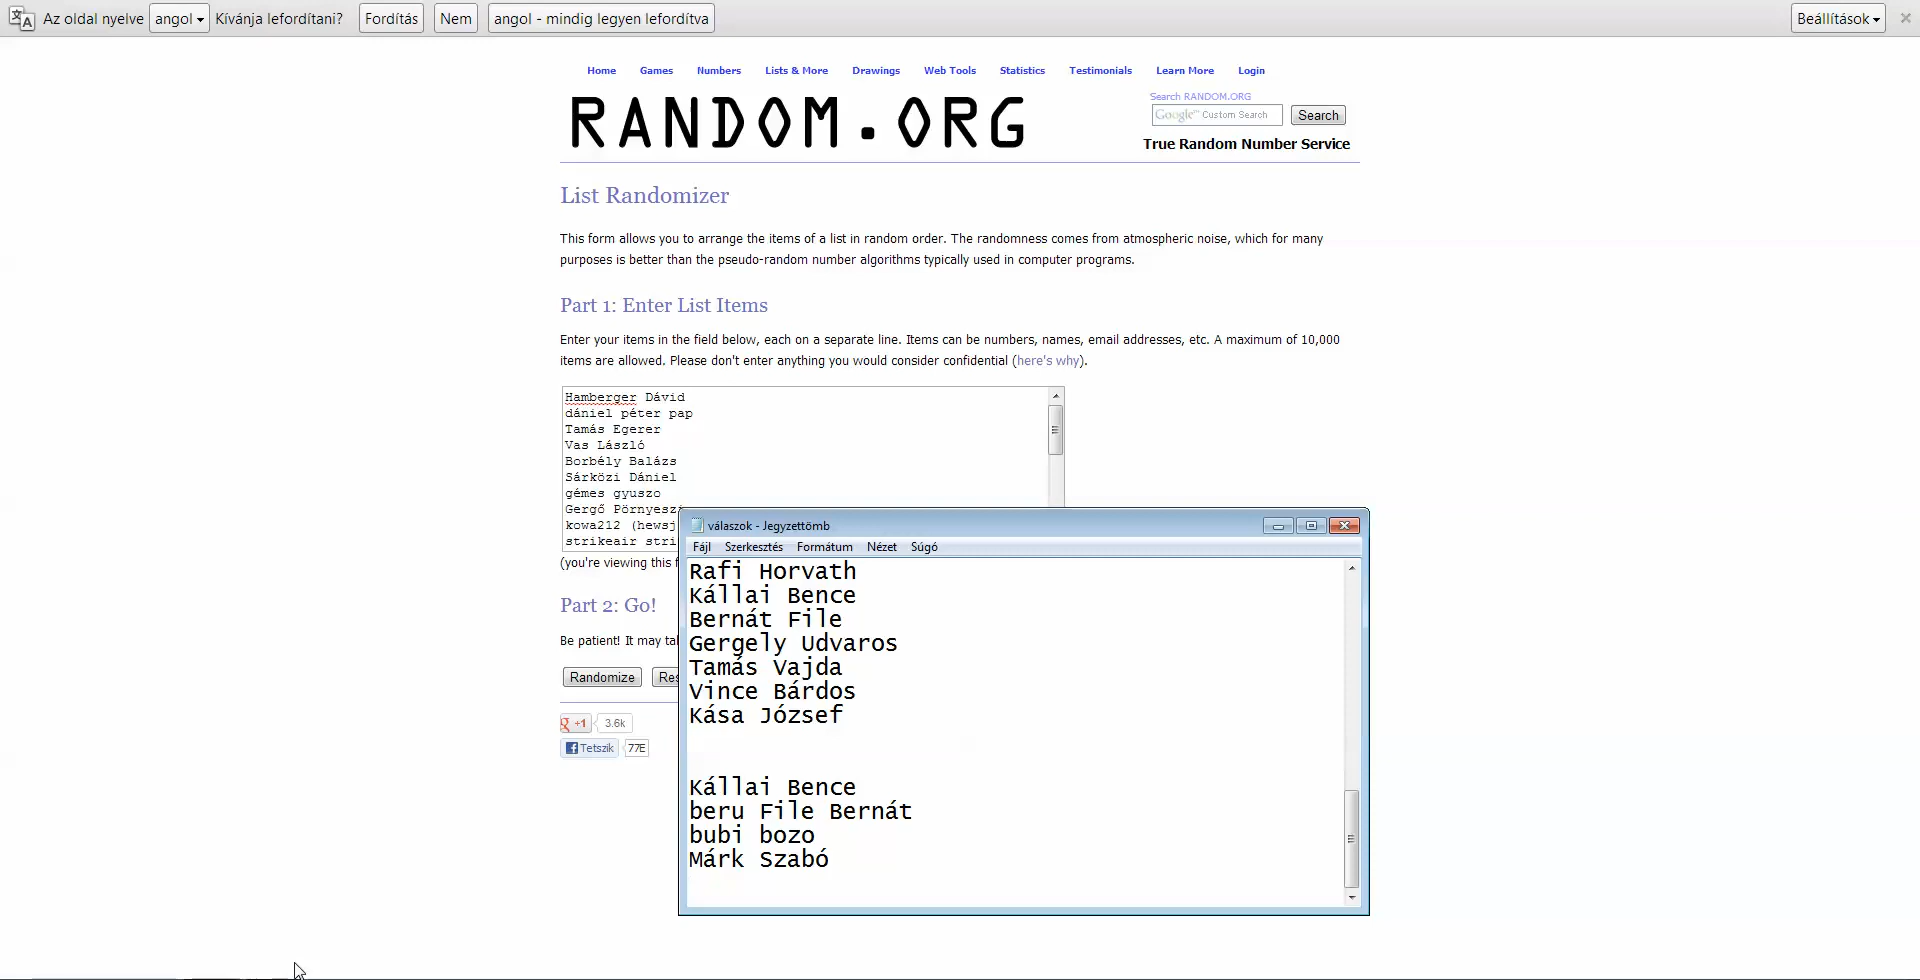 Az oldal nyelve angol Kívánja lefordítani? Fordítás Nem angol - mindig legyen lefordítva Beállítások
Home Games Numbers Lists & More Drawings Web Tools Statistics Testimonials Learn More Login
RANDOM.ORG
Search RANDOM.ORG
Google™ Custom Search Search
True Random Number Service
List Randomizer
This form allows you to arrange the items of a list in random order. The randomness comes from atmospheric noise, which for many
purposes is better than the pseudo-random number algorithms typically used in computer programs.
Part 1: Enter List Items
Enter your items in the field below, each on a separate line. Items can be numbers, names, email addresses, etc. A maximum of 10,000
items are allowed. Please don't enter anything you would consider confidential (here's why).
Hamberger Dávid
dániel péter pap
Tamás Egerer
Vas László
Borbély Balázs
Sárközi Dániel
gémes gyuszo
Gergő
kowa212
strikeair
(you're viewing this
Part 2: Go!
Be patient! It may
Randomize
+1 3.6k
Tetszik 77E
válaszok - Jegyzettömb
Fájl Szerkesztés Formátum Nézet Súgó
Rafi Horvath
Kállai Bence
Bernát File
Gergely Udvaros
Tamás Vajda
Vince Bárdos
Kása József
Kállai Bence
beru File Bernát
bubi bozo
Márk Szabó